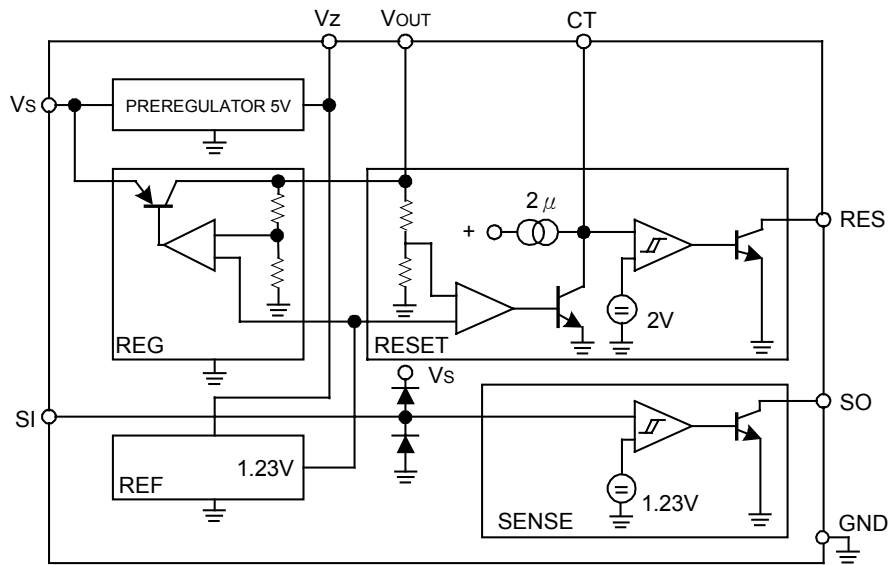 Vz VOUT CT
Vs PREREGULATOR 5V
2 μ
+
RES
2V
REG RESET
Vs
SI SO
1.23V
REF
1.23V
SENSE
GND